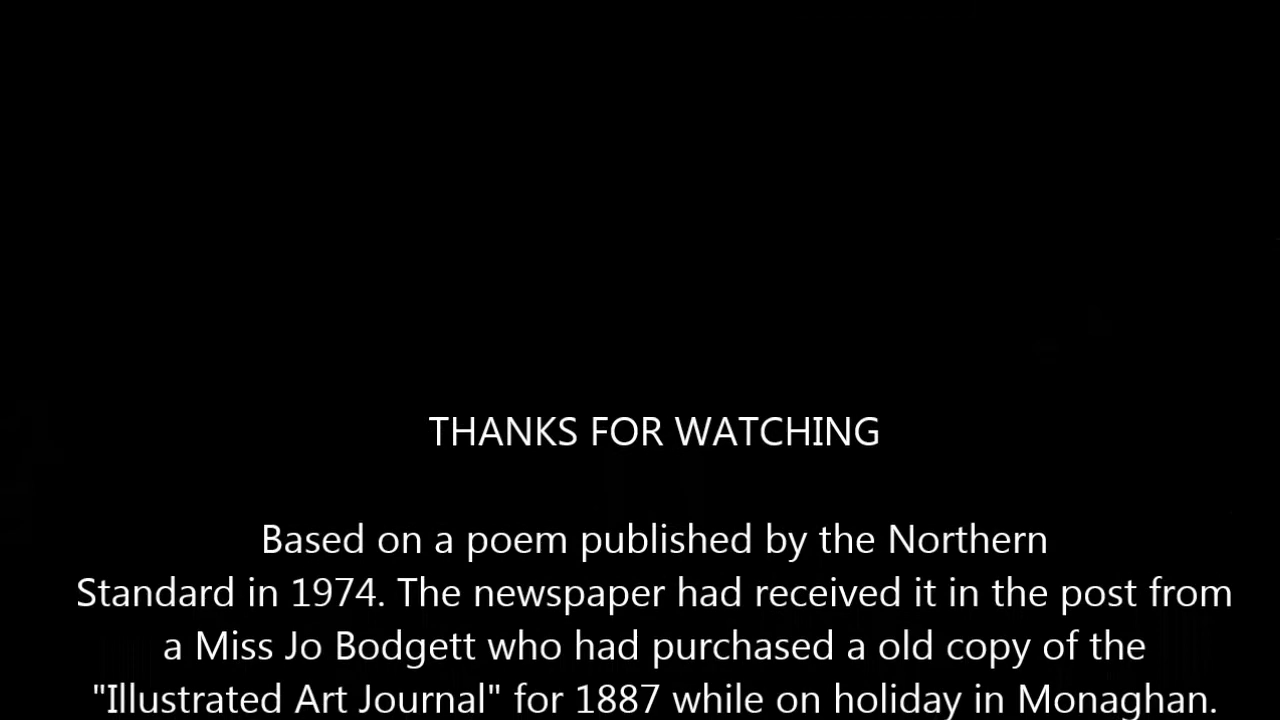 THANKS FOR WATCHING
Based on a poem published by the Northern
Standard in 1974. The newspaper had received it in the post from
a Miss Jo Bodgett who had purchased a old copy of the
"Illustrated Art Journal" for 1887 while on holiday in Monaghan.